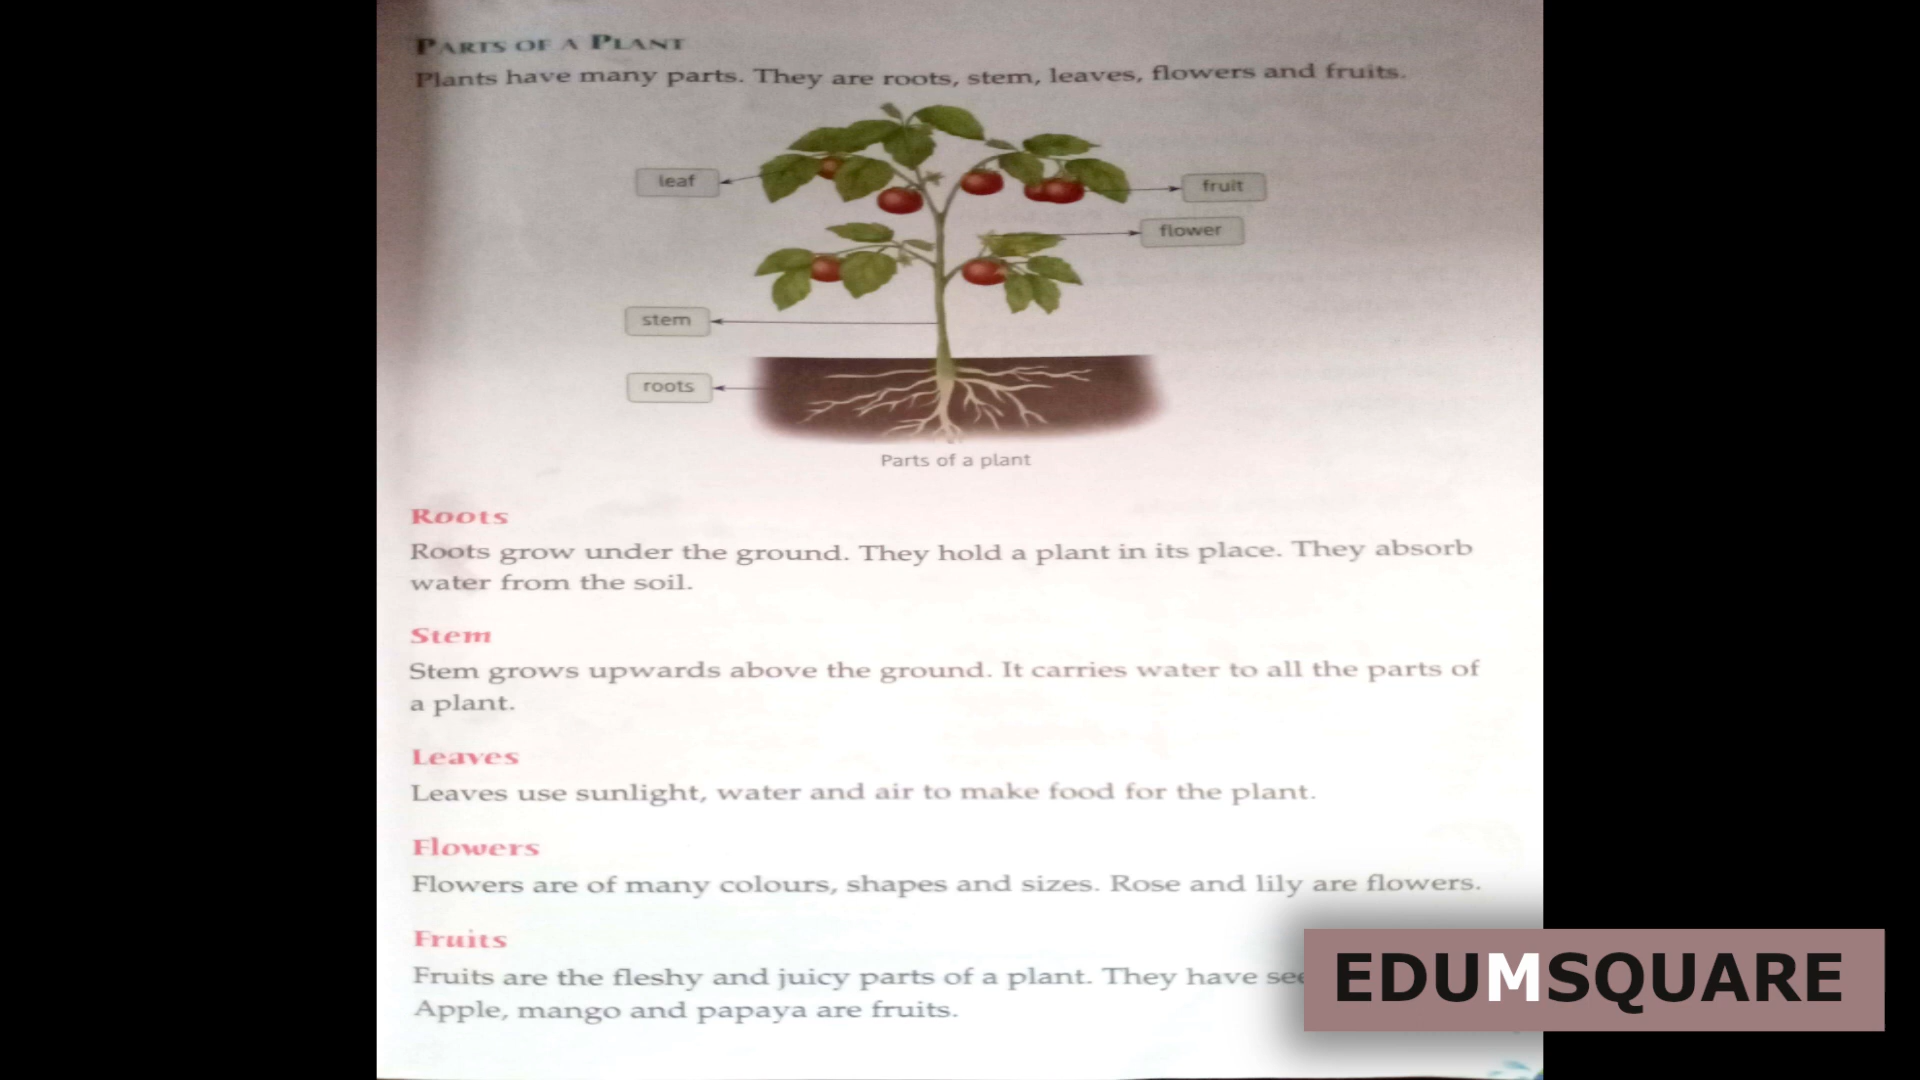 PARTS OF A PLANT
Plants have many parts. They are roots, stem, leaves, flowers and fruits.
leaf
fruit
flower
stem
roots
Parts of a plant
Roots
Roots grow under the ground. They hold a plant in its place. They absorb
water from the soil.
Stem
Stem grows upwards above the ground. It carries water to all the parts of
a plant.
Leaves
Leaves use sunlight, water and air to make food for the plant.
Flowers
Flowers are of many colours, shapes and sizes. Rose and lily are flowers.
Fruits
Fruits are the fleshy and juicy parts of a plant. They have
Apple, mango and papaya are fruits.
EDUMSQUARE